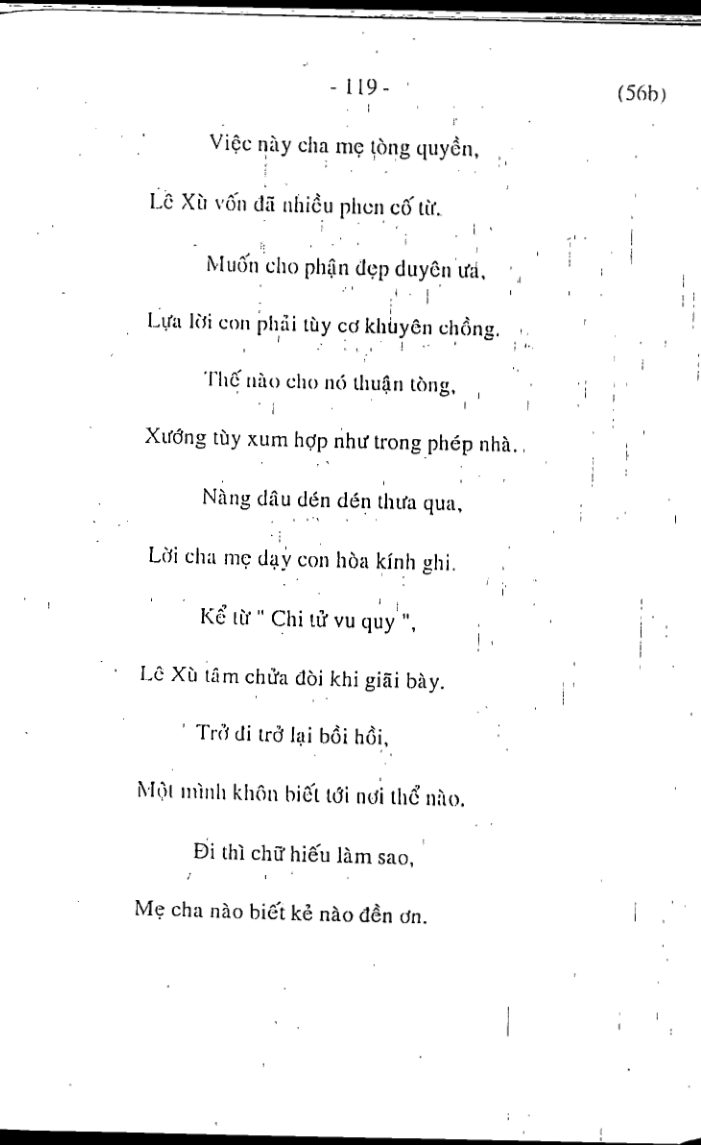 - 119 -
(56b)
Việc này cha mẹ tòng quyền,
Lê Xù vốn đã nhiều phen cố từ.
Muốn cho phận đẹp duyên ưa,
Lựa lời con phải tùy cơ khuyên chồng.
Thế nào cho nó thuận tòng,
Xướng tùy xum hợp như trong phép nhà.
Nàng dâu dén dén thưa qua,
Lời cha mẹ dạy con hòa kính ghi.
Kể từ " Chi tử vu quy ",
Lê Xù tâm chửa đòi khi giãi bày.
Trở đi trở lại bồi hồi,
Một mình khôn biết tới nơi thể nào.
Đi thì chữ hiếu làm sao,
Mẹ cha nào biết kẻ nào đền ơn.